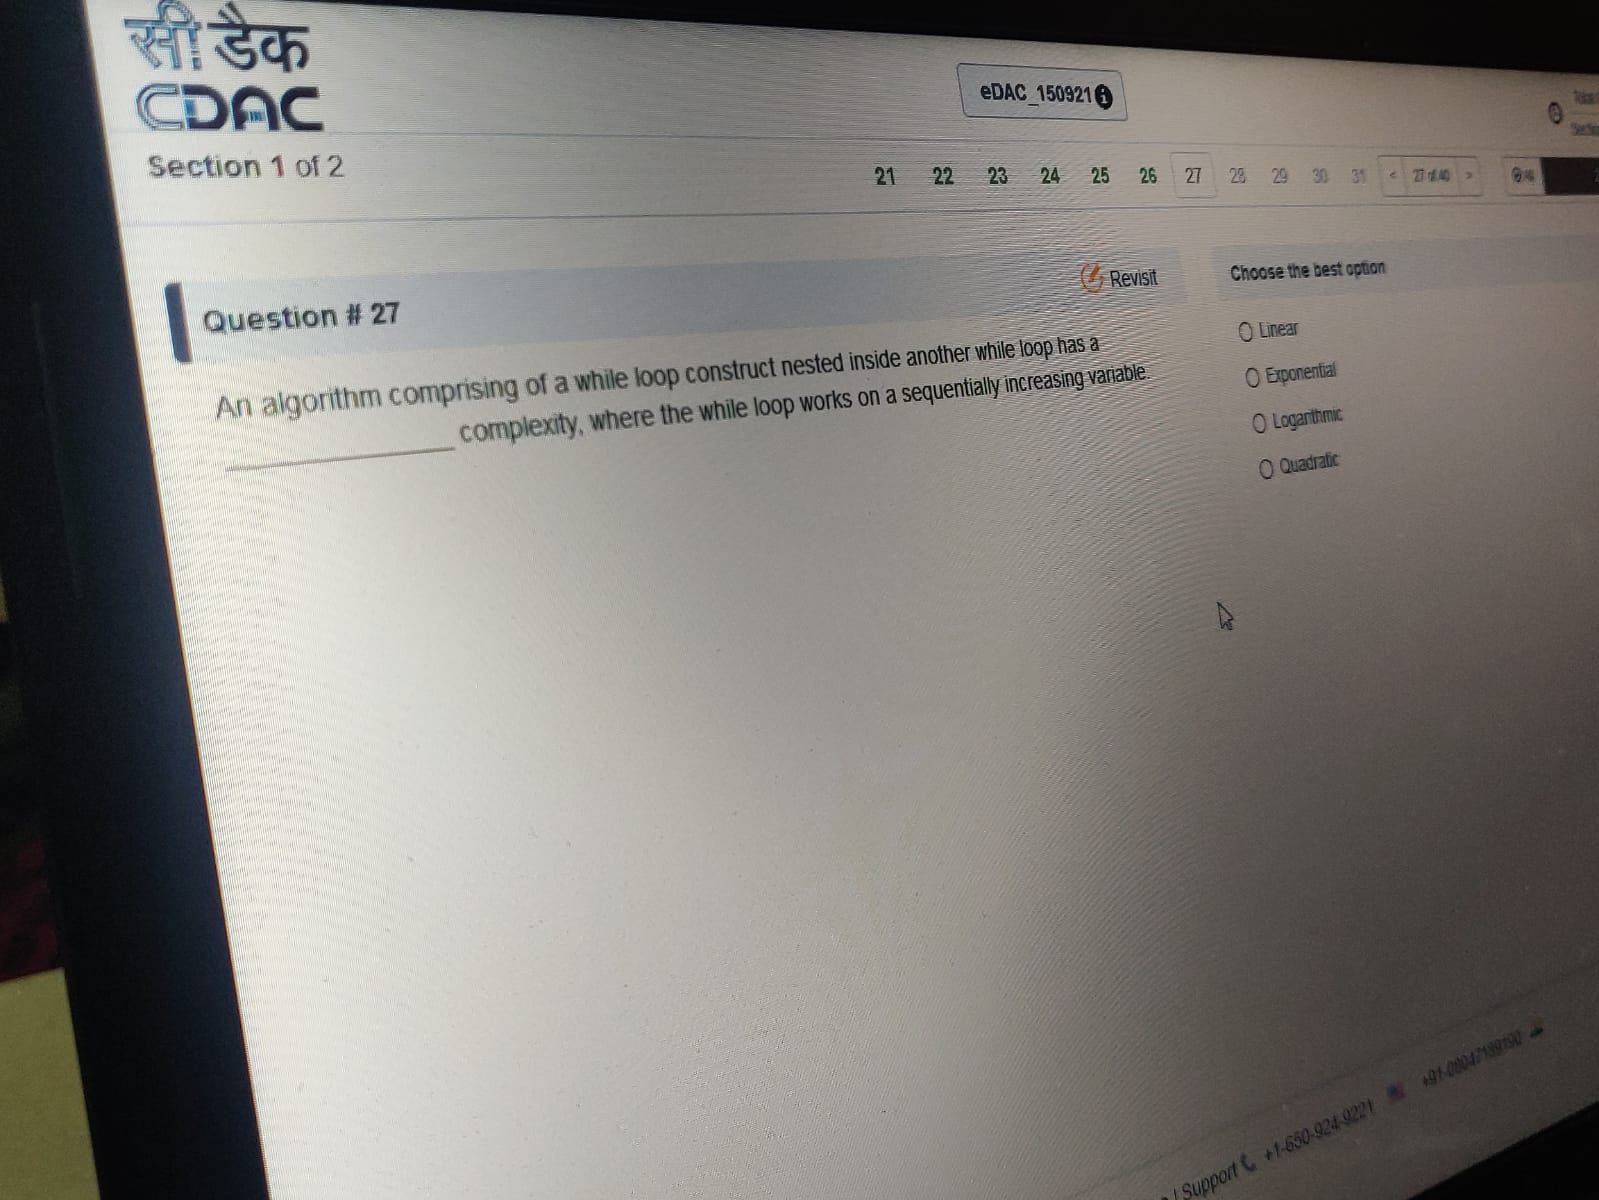 सी डैक
CDAC
eDAC_150921
Section 1 of 2
21 22 23 24 25 26 27 28 29 30 31 < 27 of 40 >
Question # 27
Revisit
An algorithm comprising of a while loop construct nested inside another while loop has a
complexity, where the while loop works on a sequentially increasing variable.
Choose the best option
Linear
Exponential
Logarithmic
Quadratic
| Support +1-650-924-9221 +91-08047189190